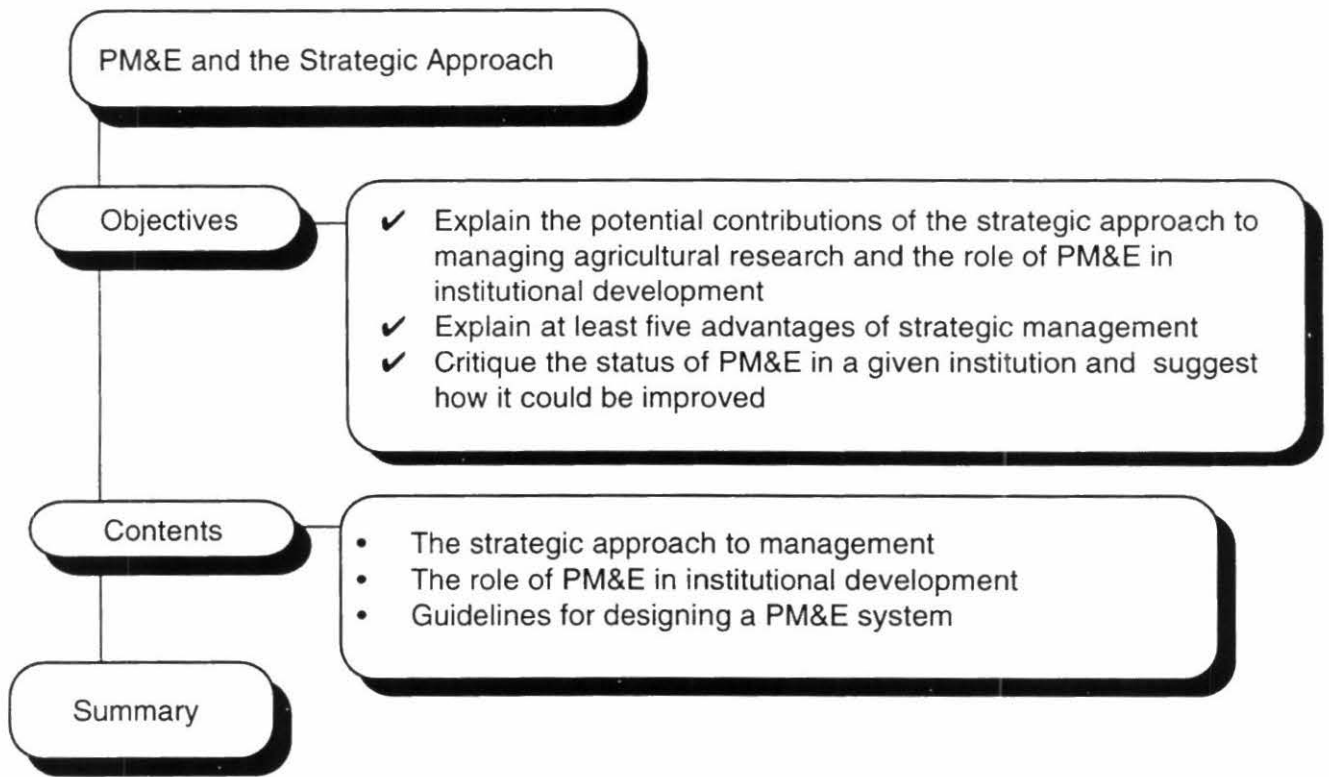 PM&E and the Strategic Approach
Objectives
✔ Explain the potential contributions of the strategic approach to
managing agricultural research and the role of PM&E in
institutional development
✔ Explain at least five advantages of strategic management
✔ Critique the status of PM&E in a given institution and suggest
how it could be improved
Contents
• The strategic approach to management
• The role of PM&E in institutional development
• Guidelines for designing a PM&E system
Summary